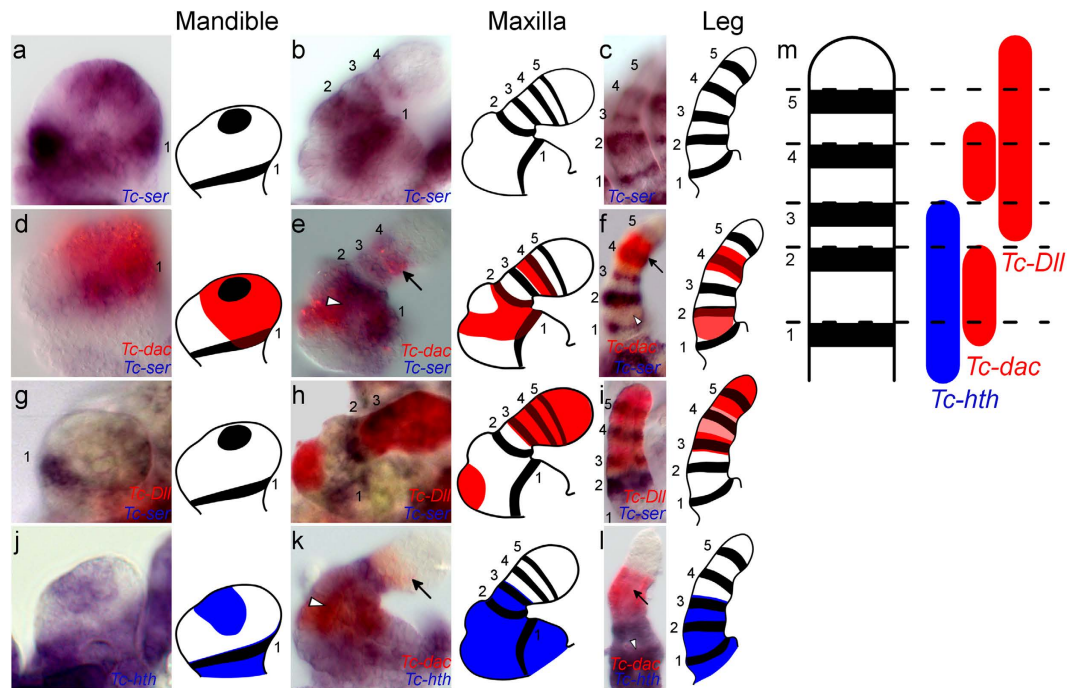 Mandible Maxilla Leg
a 1 Tc-ser 1
b 2 3 4 1 Tc-ser 2 3 4 5 1
c 5 4 3 2 1 Tc-ser 5 4 3 2 1
m 5 4 3 2 1 Tc-Dll Tc-dac Tc-hth
d 1 Tc-dac Tc-ser 1
e 2 3 4 1 Tc-dac Tc-ser 2 3 4 5 1
f 5 4 3 2 1 Tc-dac Tc-ser 5 4 3 2 1
g 1 Tc-Dll Tc-ser 1
h 2 3 1 Tc-Dll Tc-ser 2 3 4 5 1
i 5 4 3 2 1 Tc-Dll Tc-ser 5 4 3 2 1
j Tc-hth 1
k Tc-dac Tc-hth 2 3 4 5 1
l Tc-dac Tc-hth 5 4 3 2 1